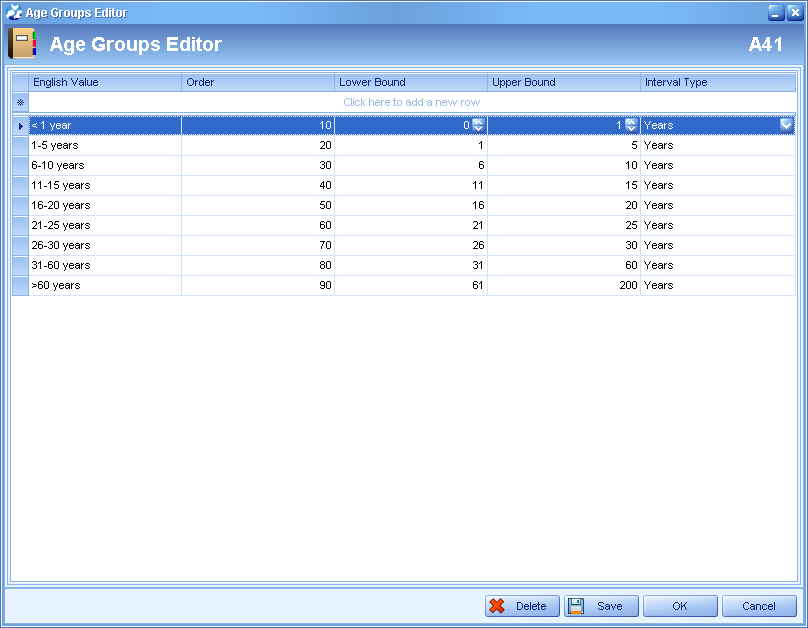 Age Groups Editor
Age Groups Editor A41
English Value Order Lower Bound Upper Bound Interval Type
Click here to add a new row
< 1 year 10 0 1 Years
1-5 years 20 1 5 Years
6-10 years 30 6 10 Years
11-15 years 40 11 15 Years
16-20 years 50 16 20 Years
21-25 years 60 21 25 Years
26-30 years 70 26 30 Years
31-60 years 80 31 60 Years
>60 years 90 61 200 Years
Delete Save OK Cancel